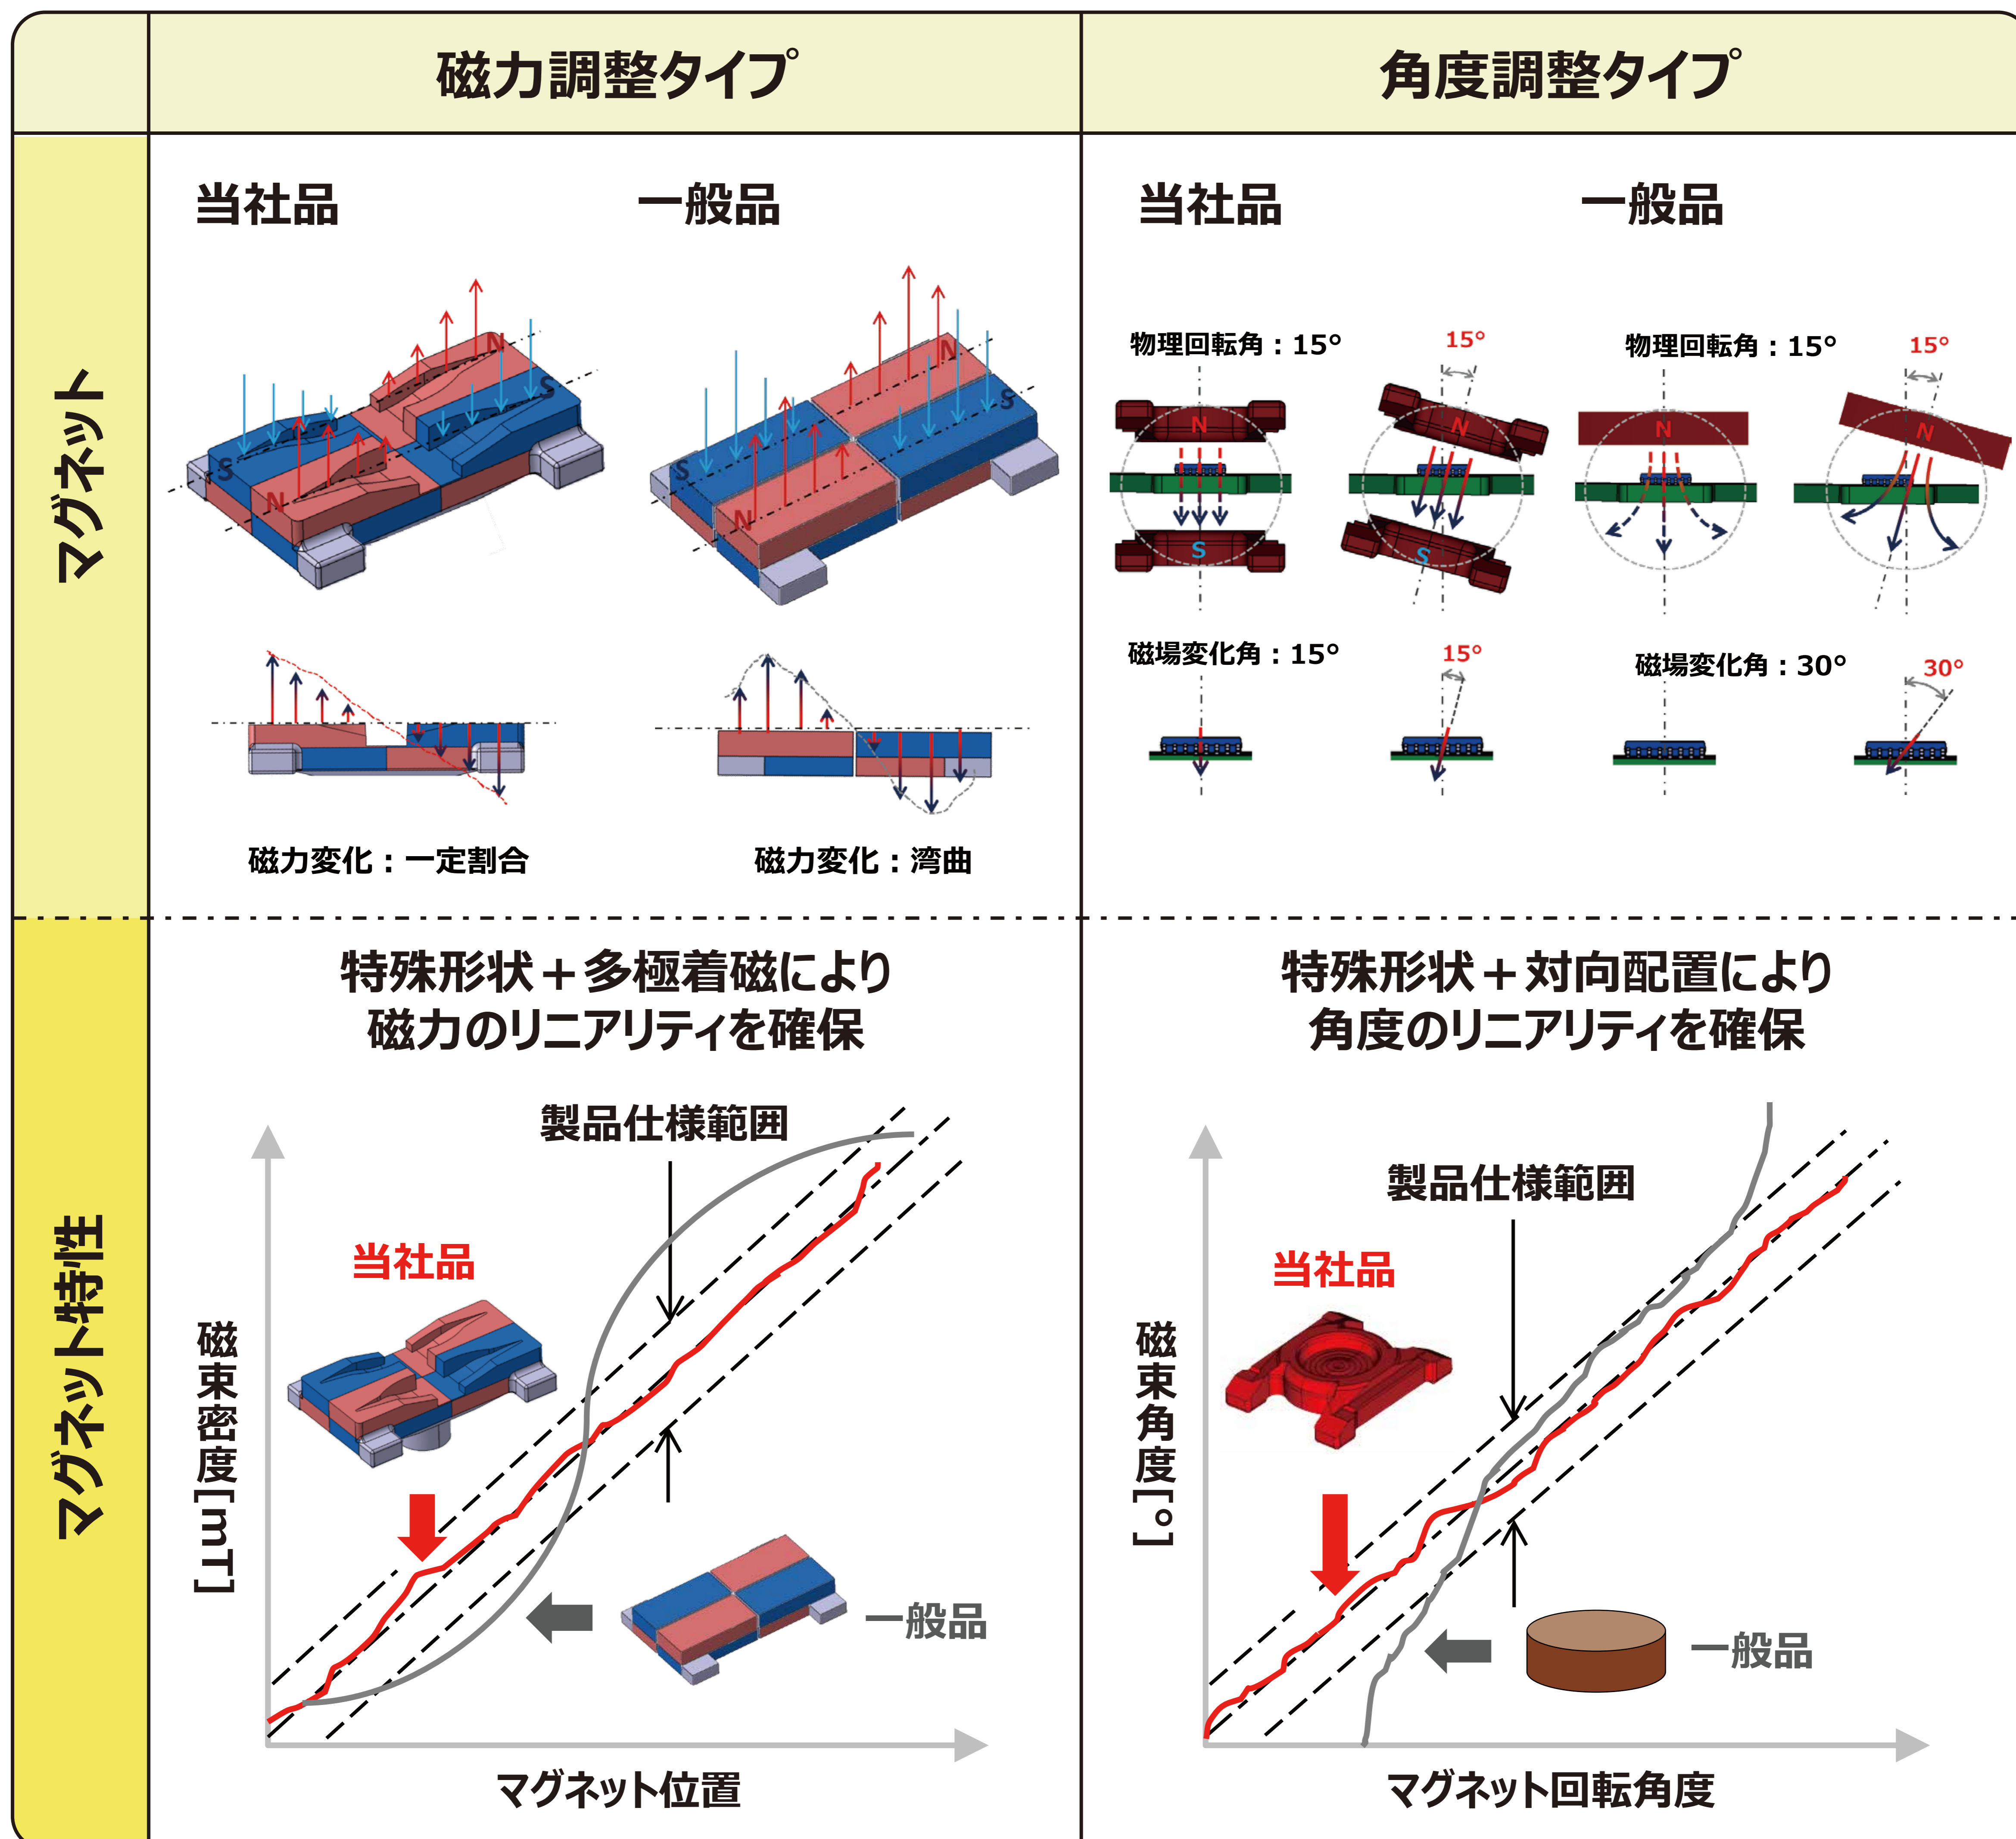 磁力調整タイプ
角度調整タイプ
マグネット
当社品
一般品
N
S
S
N
N
S
S
N
磁力変化：一定割合
磁力変化：湾曲
当社品
一般品
物理回転角：15°
15°
物理回転角：15°
15°
N
N
N
N
S
S
磁場変化角：15°
15°
磁場変化角：30°
30°
マグネット特性
特殊形状＋多極着磁により
磁力のリニアリティを確保
製品仕様範囲
当社品
磁束密度[mT]
一般品
マグネット位置
特殊形状＋対向配置により
角度のリニアリティを確保
製品仕様範囲
当社品
磁束角度[°]
一般品
マグネット回転角度